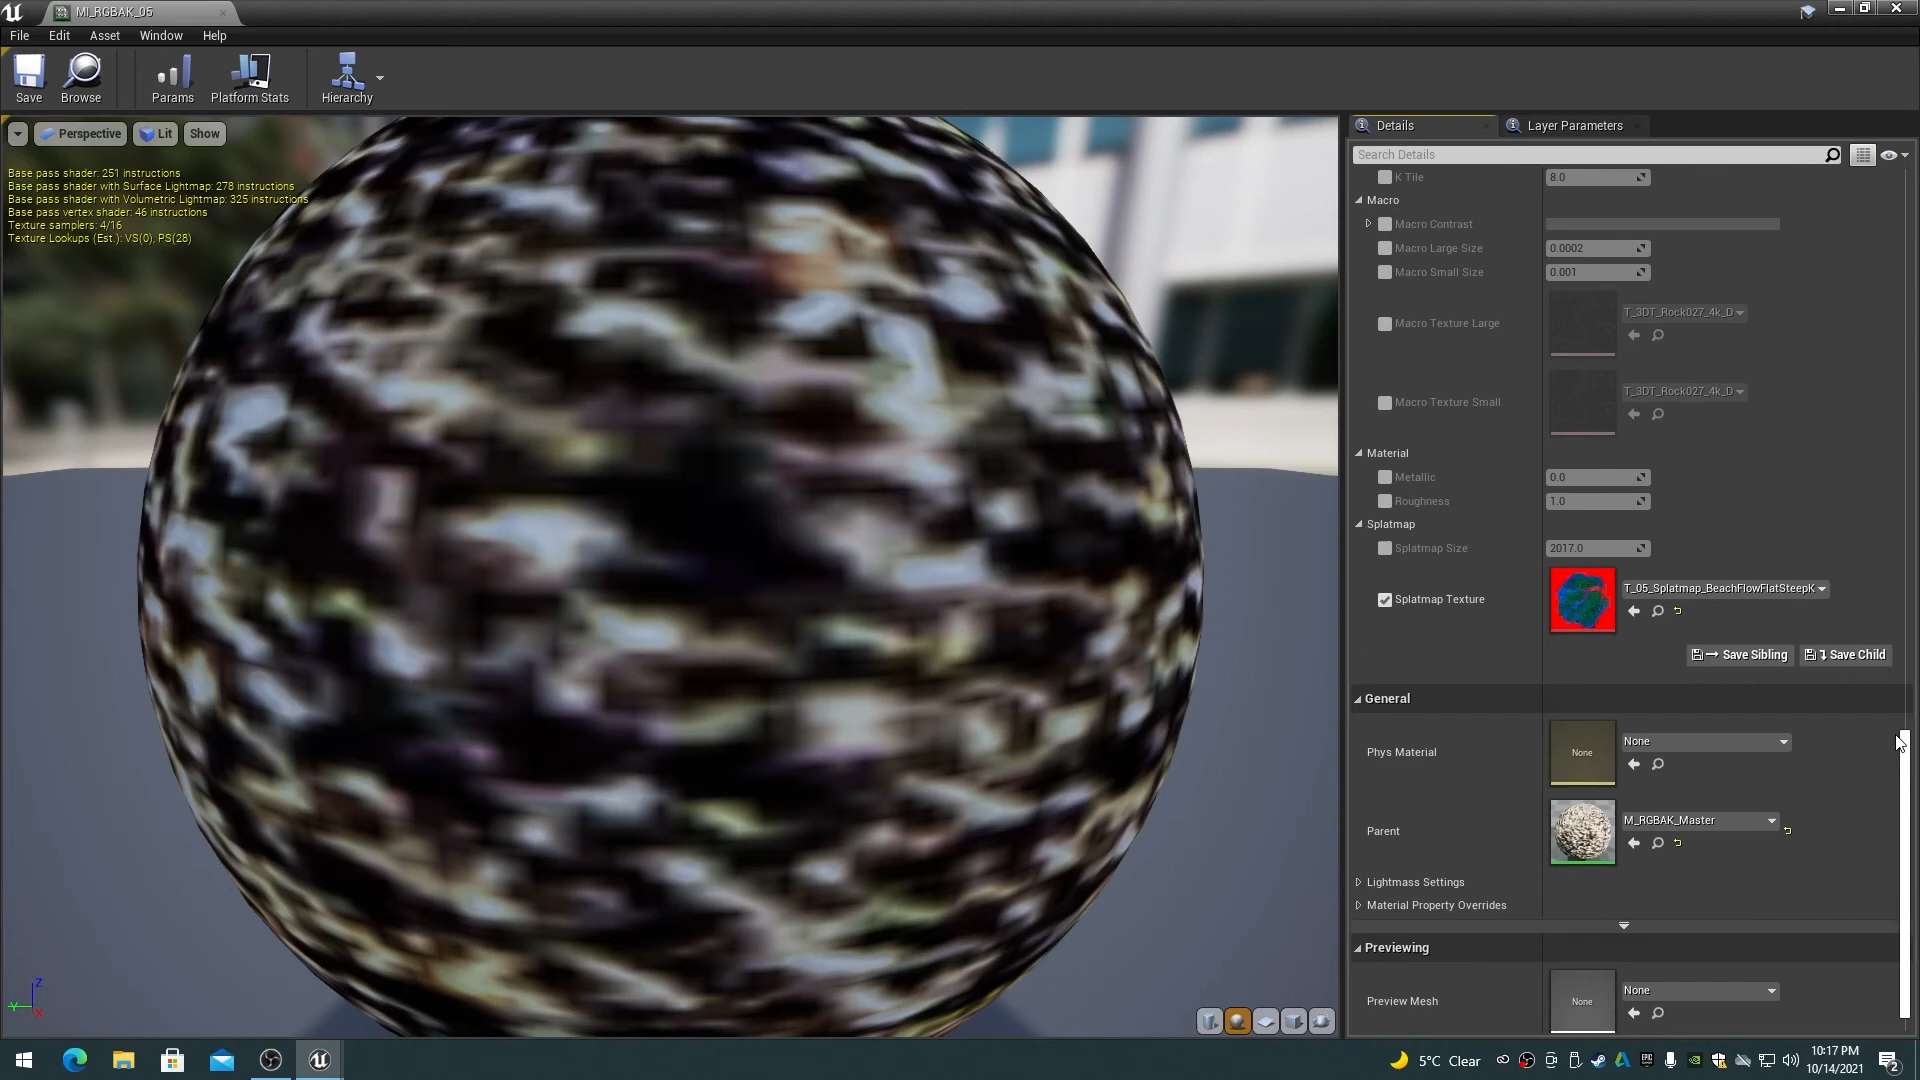 MI_RGBAK_05
File Edit Asset Window Help
Save Browse Params Platform Stats Hierarchy
Perspective Lit Show
Base pass shader: 251 instructions
Base pass shader with Surface Lightmap: 278 instructions
Base pass shader with Volumetric Lightmap: 325 instructions
Base pass vertex shader: 46 instructions
Texture samplers: 4/16
Texture Lookups (Est.): VS(0), PS(28)
Z
Y
X
Details Layer Parameters
Search Details
K Tile 8.0
Macro
Macro Contrast
Macro Large Size 0.0002
Macro Small Size 0.001
Macro Texture Large T_3DT_Rock027_4k_D
Macro Texture Small T_3DT_Rock027_4k_D
Material
Metallic 0.0
Roughness 1.0
Splatmap
Splatmap Size 2017.0
Splatmap Texture T_05_Splatmap_BeachFlowFlatSteepK
Save Sibling Save Child
General
Phys Material None None
Parent M_RGBAK_Master
Lightmass Settings
Material Property Overrides
Previewing
Preview Mesh None None
5°C Clear
10:17 PM
10/14/2021
2